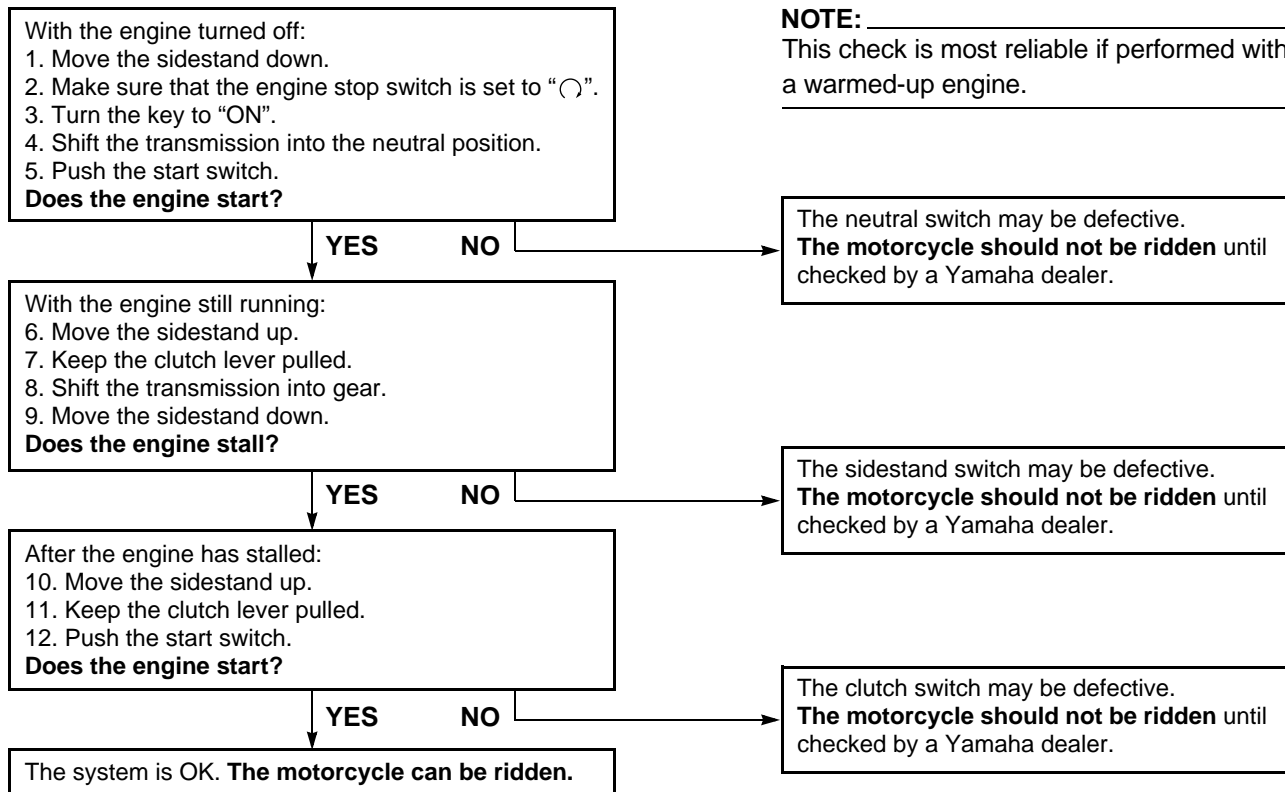 With the engine turned off:
1. Move the sidestand down.
2. Make sure that the engine stop switch is set to “”.
3. Turn the key to “ON”.
4. Shift the transmission into the neutral position.
5. Push the start switch.
Does the engine start?
NOTE:
This check is most reliable if performed with
a warmed-up engine.
YES NO
The neutral switch may be defective.
The motorcycle should not be ridden until
checked by a Yamaha dealer.
With the engine still running:
6. Move the sidestand up.
7. Keep the clutch lever pulled.
8. Shift the transmission into gear.
9. Move the sidestand down.
Does the engine stall?
YES NO
The sidestand switch may be defective.
The motorcycle should not be ridden until
checked by a Yamaha dealer.
After the engine has stalled:
10. Move the sidestand up.
11. Keep the clutch lever pulled.
12. Push the start switch.
Does the engine start?
YES NO
The clutch switch may be defective.
The motorcycle should not be ridden until
checked by a Yamaha dealer.
The system is OK. The motorcycle can be ridden.